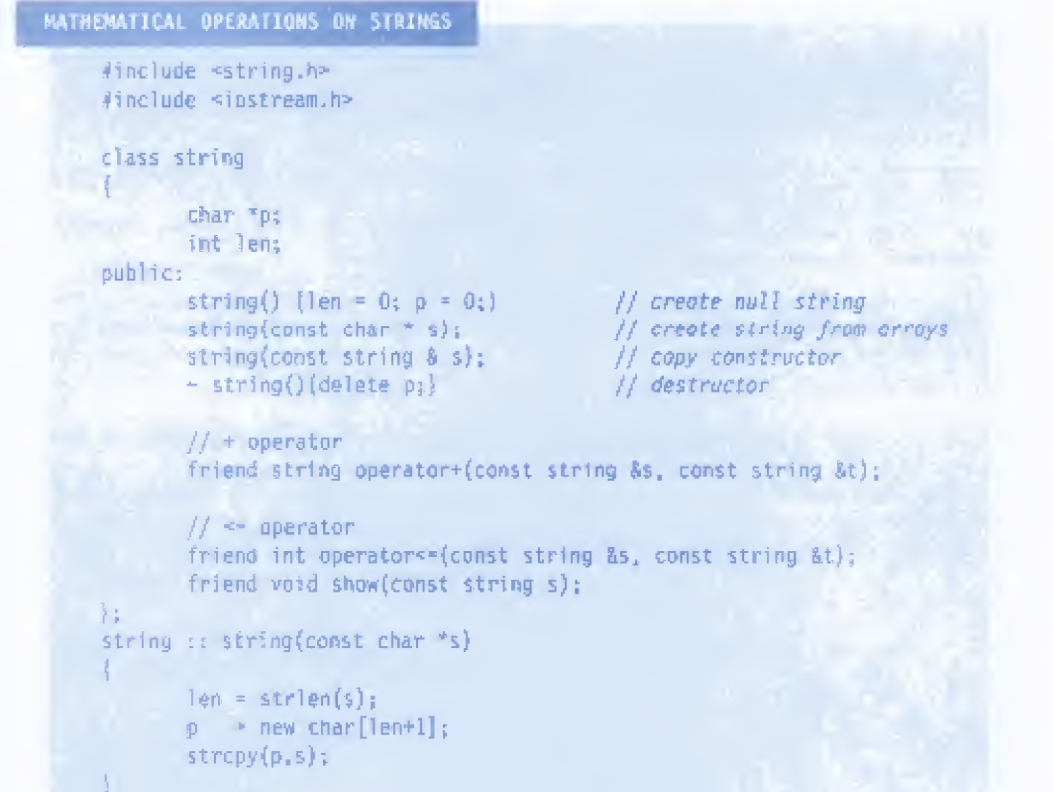 MATHEMATICAL OPERATIONS ON STRINGS
#include <string.h>
#include <iostream.h>
class string
{
char *p;
int len;
public:
string() {len = 0; p = 0;} // create null string
string(const char * s); // create string from arrays
string(const string & s); // copy constructor
~ string(){delete p;} // destructor
// + operator
friend string operator+(const string &s, const string &t);
// <= operator
friend int operator<=(const string &s, const string &t);
friend void show(const string s);
};
string :: string(const char *s)
{
len = strlen(s);
p = new char[len+1];
strcpy(p,s);
}